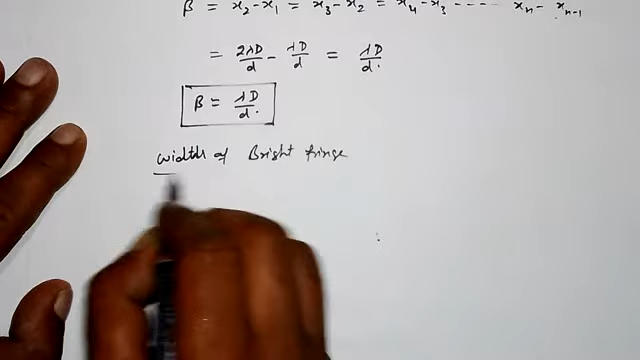 β = x₂-x₁ = x₃-x₂ = x₄-x₃ ---- xₙ-xₙ₋₁
= 2λD/d - λD/d = λD/d.
β = λD/d.
Width of Bright fringe